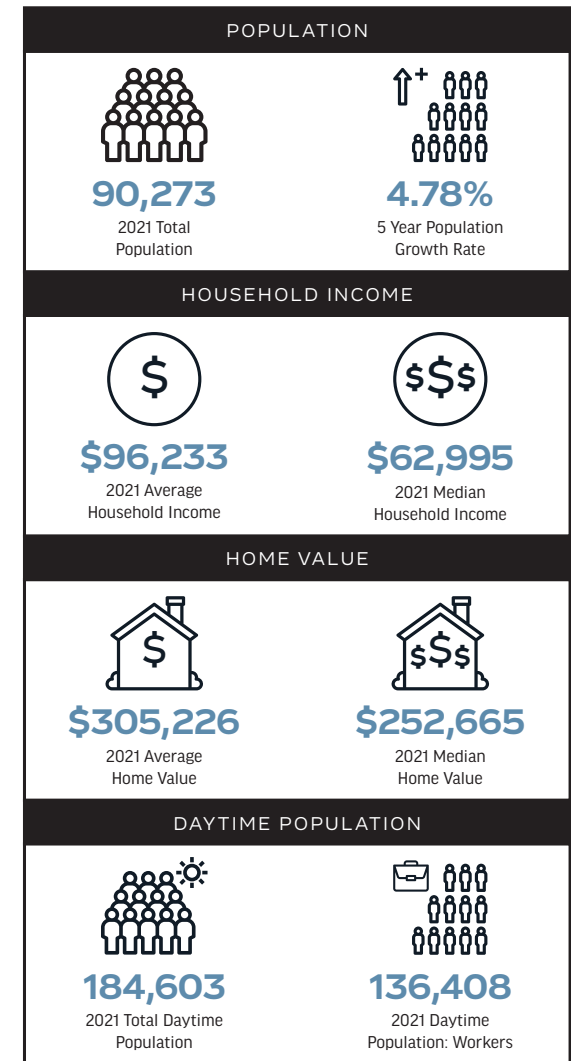 POPULATION
90,273
2021 Total
Population
4.78%
5 Year Population
Growth Rate
HOUSEHOLD INCOME
$
$96,233
2021 Average
Household Income
$$$
$62,995
2021 Median
Household Income
HOME VALUE
$
$305,226
2021 Average
Home Value
$$$
$252,665
2021 Median
Home Value
DAYTIME POPULATION
184,603
2021 Total Daytime
Population
136,408
2021 Daytime
Population: Workers